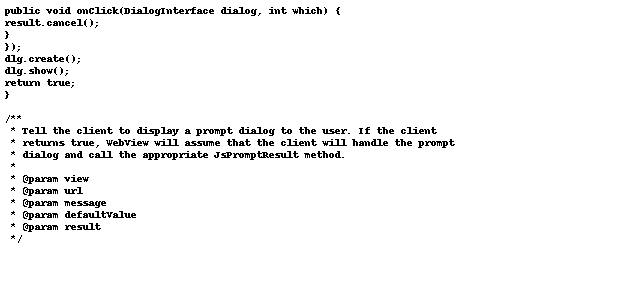 public void onClick(DialogInterface dialog, int which) {
result.cancel();
}
});
dlg.create();
dlg.show();
return true;
}

/**
 * Tell the client to display a prompt dialog to the user. If the client
 * returns true, WebView will assume that the client will handle the prompt
 * dialog and call the appropriate JsPromptResult method.
 *
 * @param view
 * @param url
 * @param message
 * @param defaultValue
 * @param result
 */